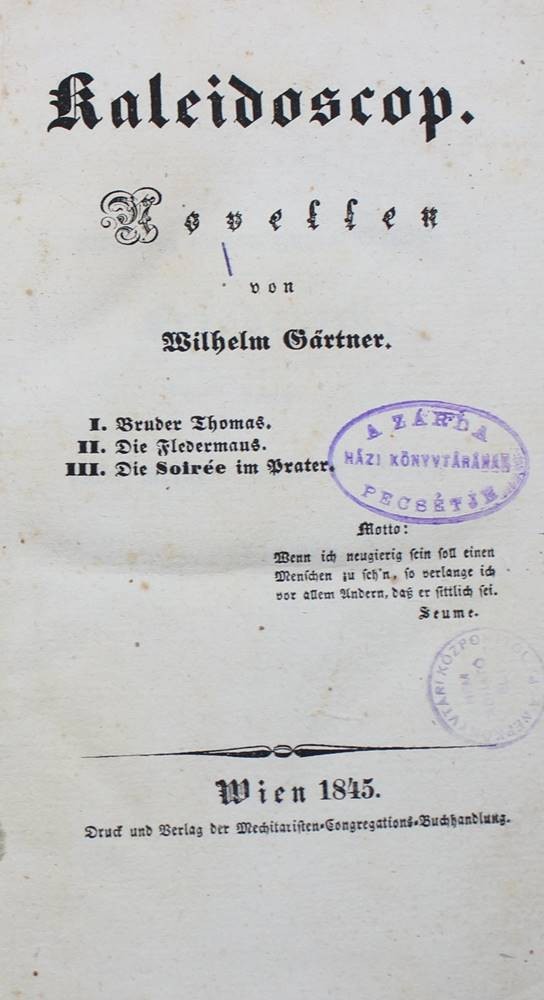 Kaleidoscop.
Novellen
von
Wilhelm Gärtner.
I. Bruder Thomas.
II. Die Fledermaus.
III. Die Soirée im Prater.
A ZÁRDA
HÁZI KÖNYVTÁRÁNAK
PECSÉTJE
Motto:
Wenn ich neugierig sein soll einen
Menschen zu seh'n, so verlange ich
vor allem Andern, daß er sittlich sei.
Seume.
Wien 1845.
Druck und Verlag der Mechitaristen-Congregations-Buchhandlung.